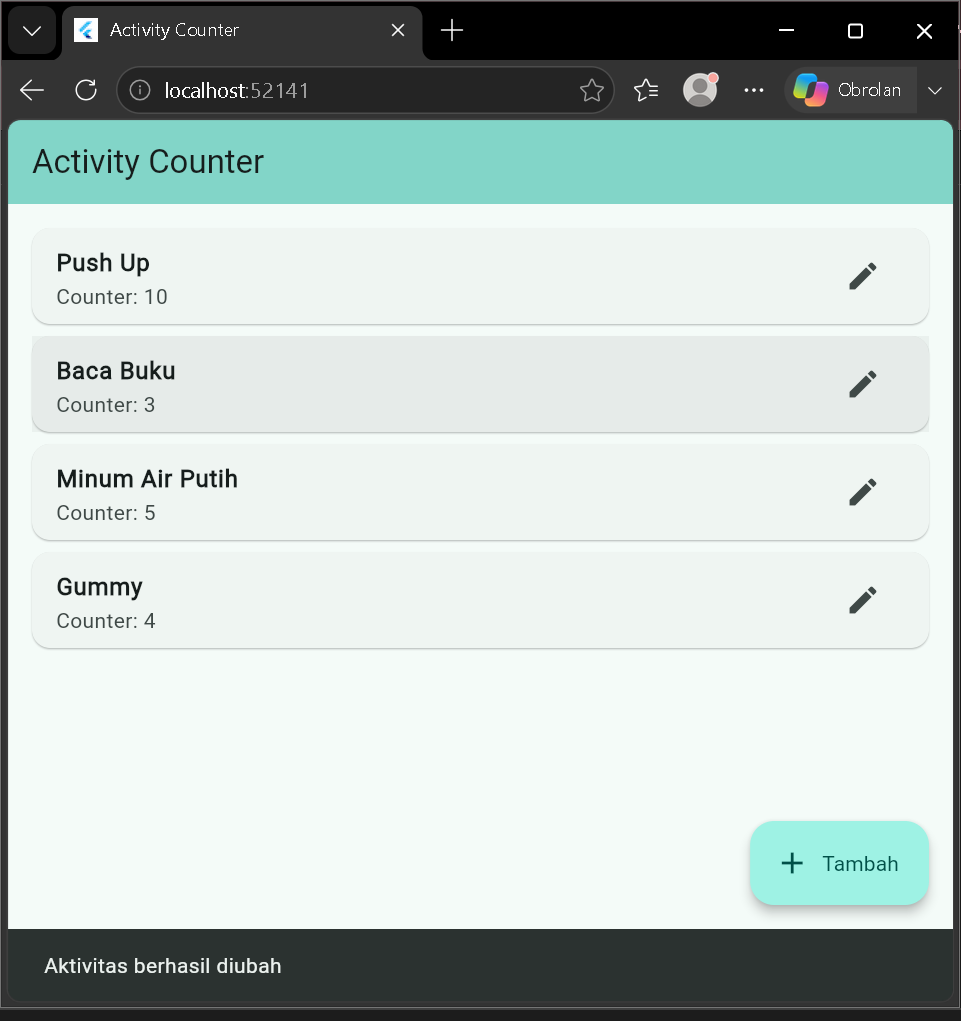 Activity Counter
localhost:52141
Obrolan
Activity Counter
Push Up
Counter: 10
Baca Buku
Counter: 3
Minum Air Putih
Counter: 5
Gummy
Counter: 4
Tambah
Aktivitas berhasil diubah